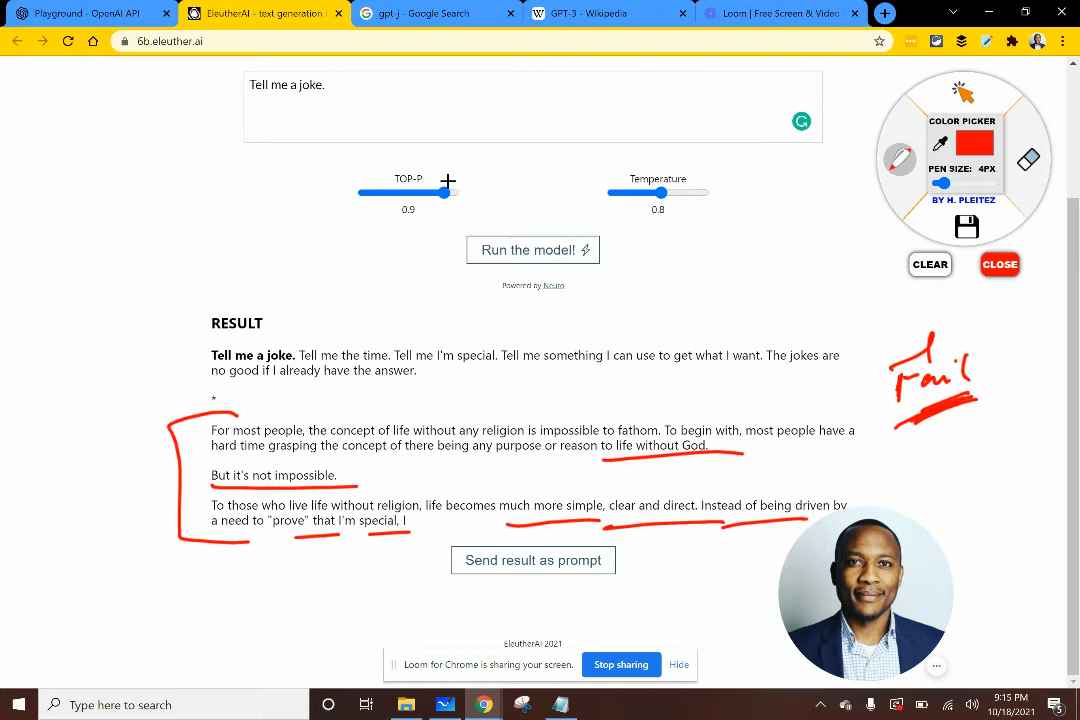 Playground - OpenAI API
EleutherAI - text generation
gpt-j - Google Search
GPT-3 - Wikipedia
Loom | Free Screen & Video
6b.eleuther.ai
Tell me a joke.
COLOR PICKER
PEN SIZE: 4PX
BY H. PLEITEZ
CLEAR
CLOSE
TOP-P
Temperature
0.9
0.8
Run the model!
Powered by Neuro
RESULT
Tell me a joke. Tell me the time. Tell me I'm special. Tell me something I can use to get what I want. The jokes are
no good if I already have the answer.
*
Fail
For most people, the concept of life without any religion is impossible to fathom. To begin with, most people have a
hard time grasping the concept of there being any purpose or reason to life without God.
But it's not impossible.
To those who live life without religion, life becomes much more simple, clear and direct. Instead of being driven by
a need to "prove" that I'm special, I
Send result as prompt
EleutherAI 2021
Loom for Chrome is sharing your screen.
Stop sharing
Hide
Type here to search
9:15 PM
10/18/2021
5